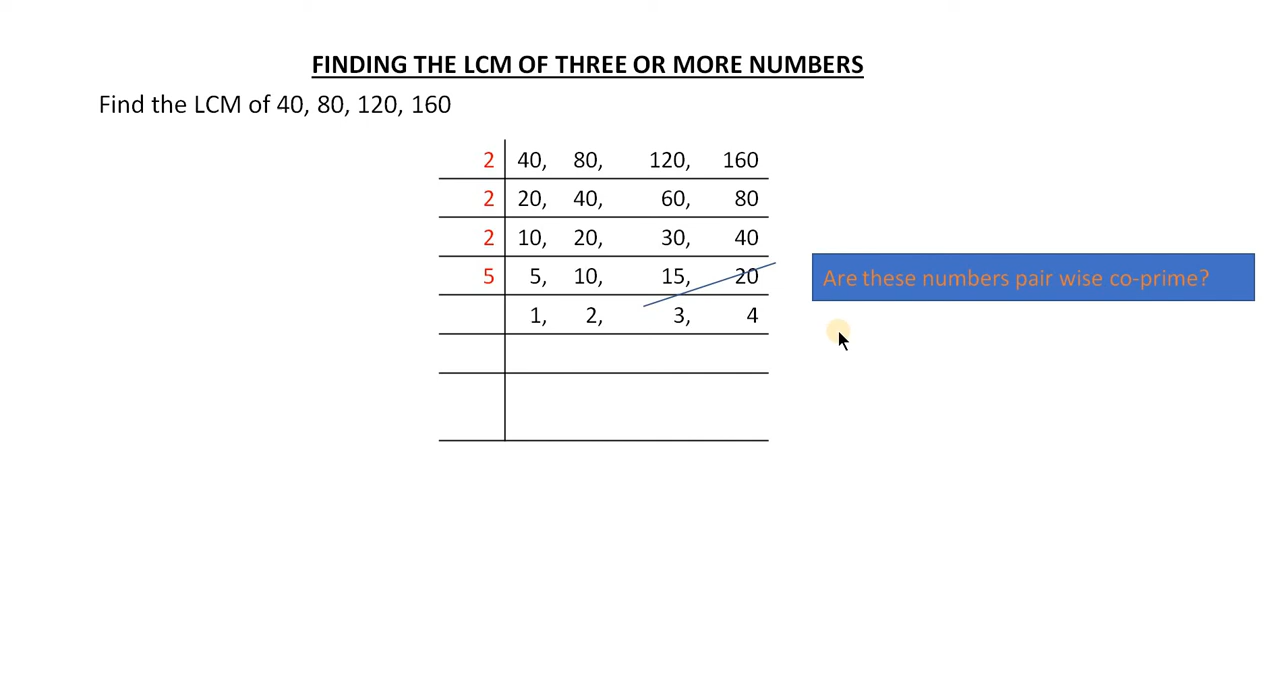 FINDING THE LCM OF THREE OR MORE NUMBERS
Find the LCM of 40, 80, 120, 160
2 40, 80, 120, 160
2 20, 40, 60, 80
2 10, 20, 30, 40
5 5, 10, 15, 20
Are these numbers pair wise co-prime?
1, 2, 3, 4